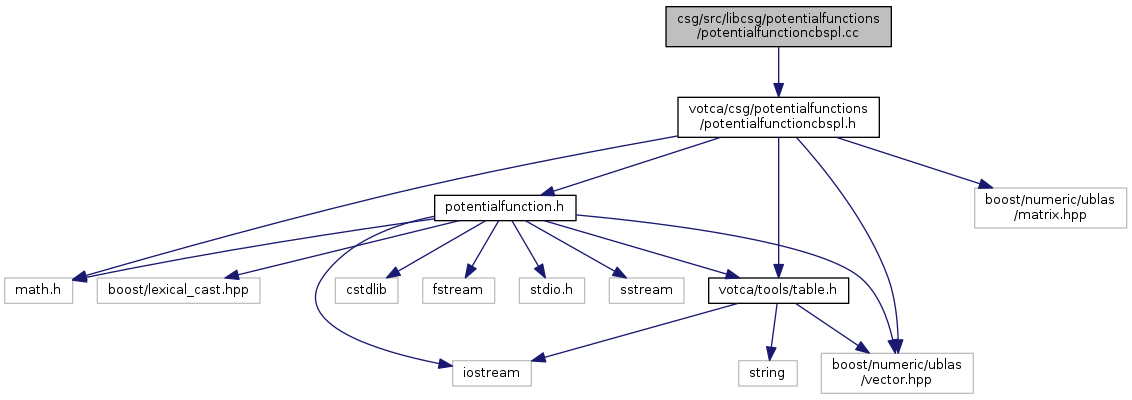 csg/src/libcsg/potentialfunctions
/potentialfunctioncbspl.cc
votca/csg/potentialfunctions
/potentialfunctioncbspl.h
potentialfunction.h
boost/numeric/ublas
/matrix.hpp
math.h
boost/lexical_cast.hpp
cstdlib
fstream
stdio.h
sstream
votca/tools/table.h
iostream
string
boost/numeric/ublas
/vector.hpp